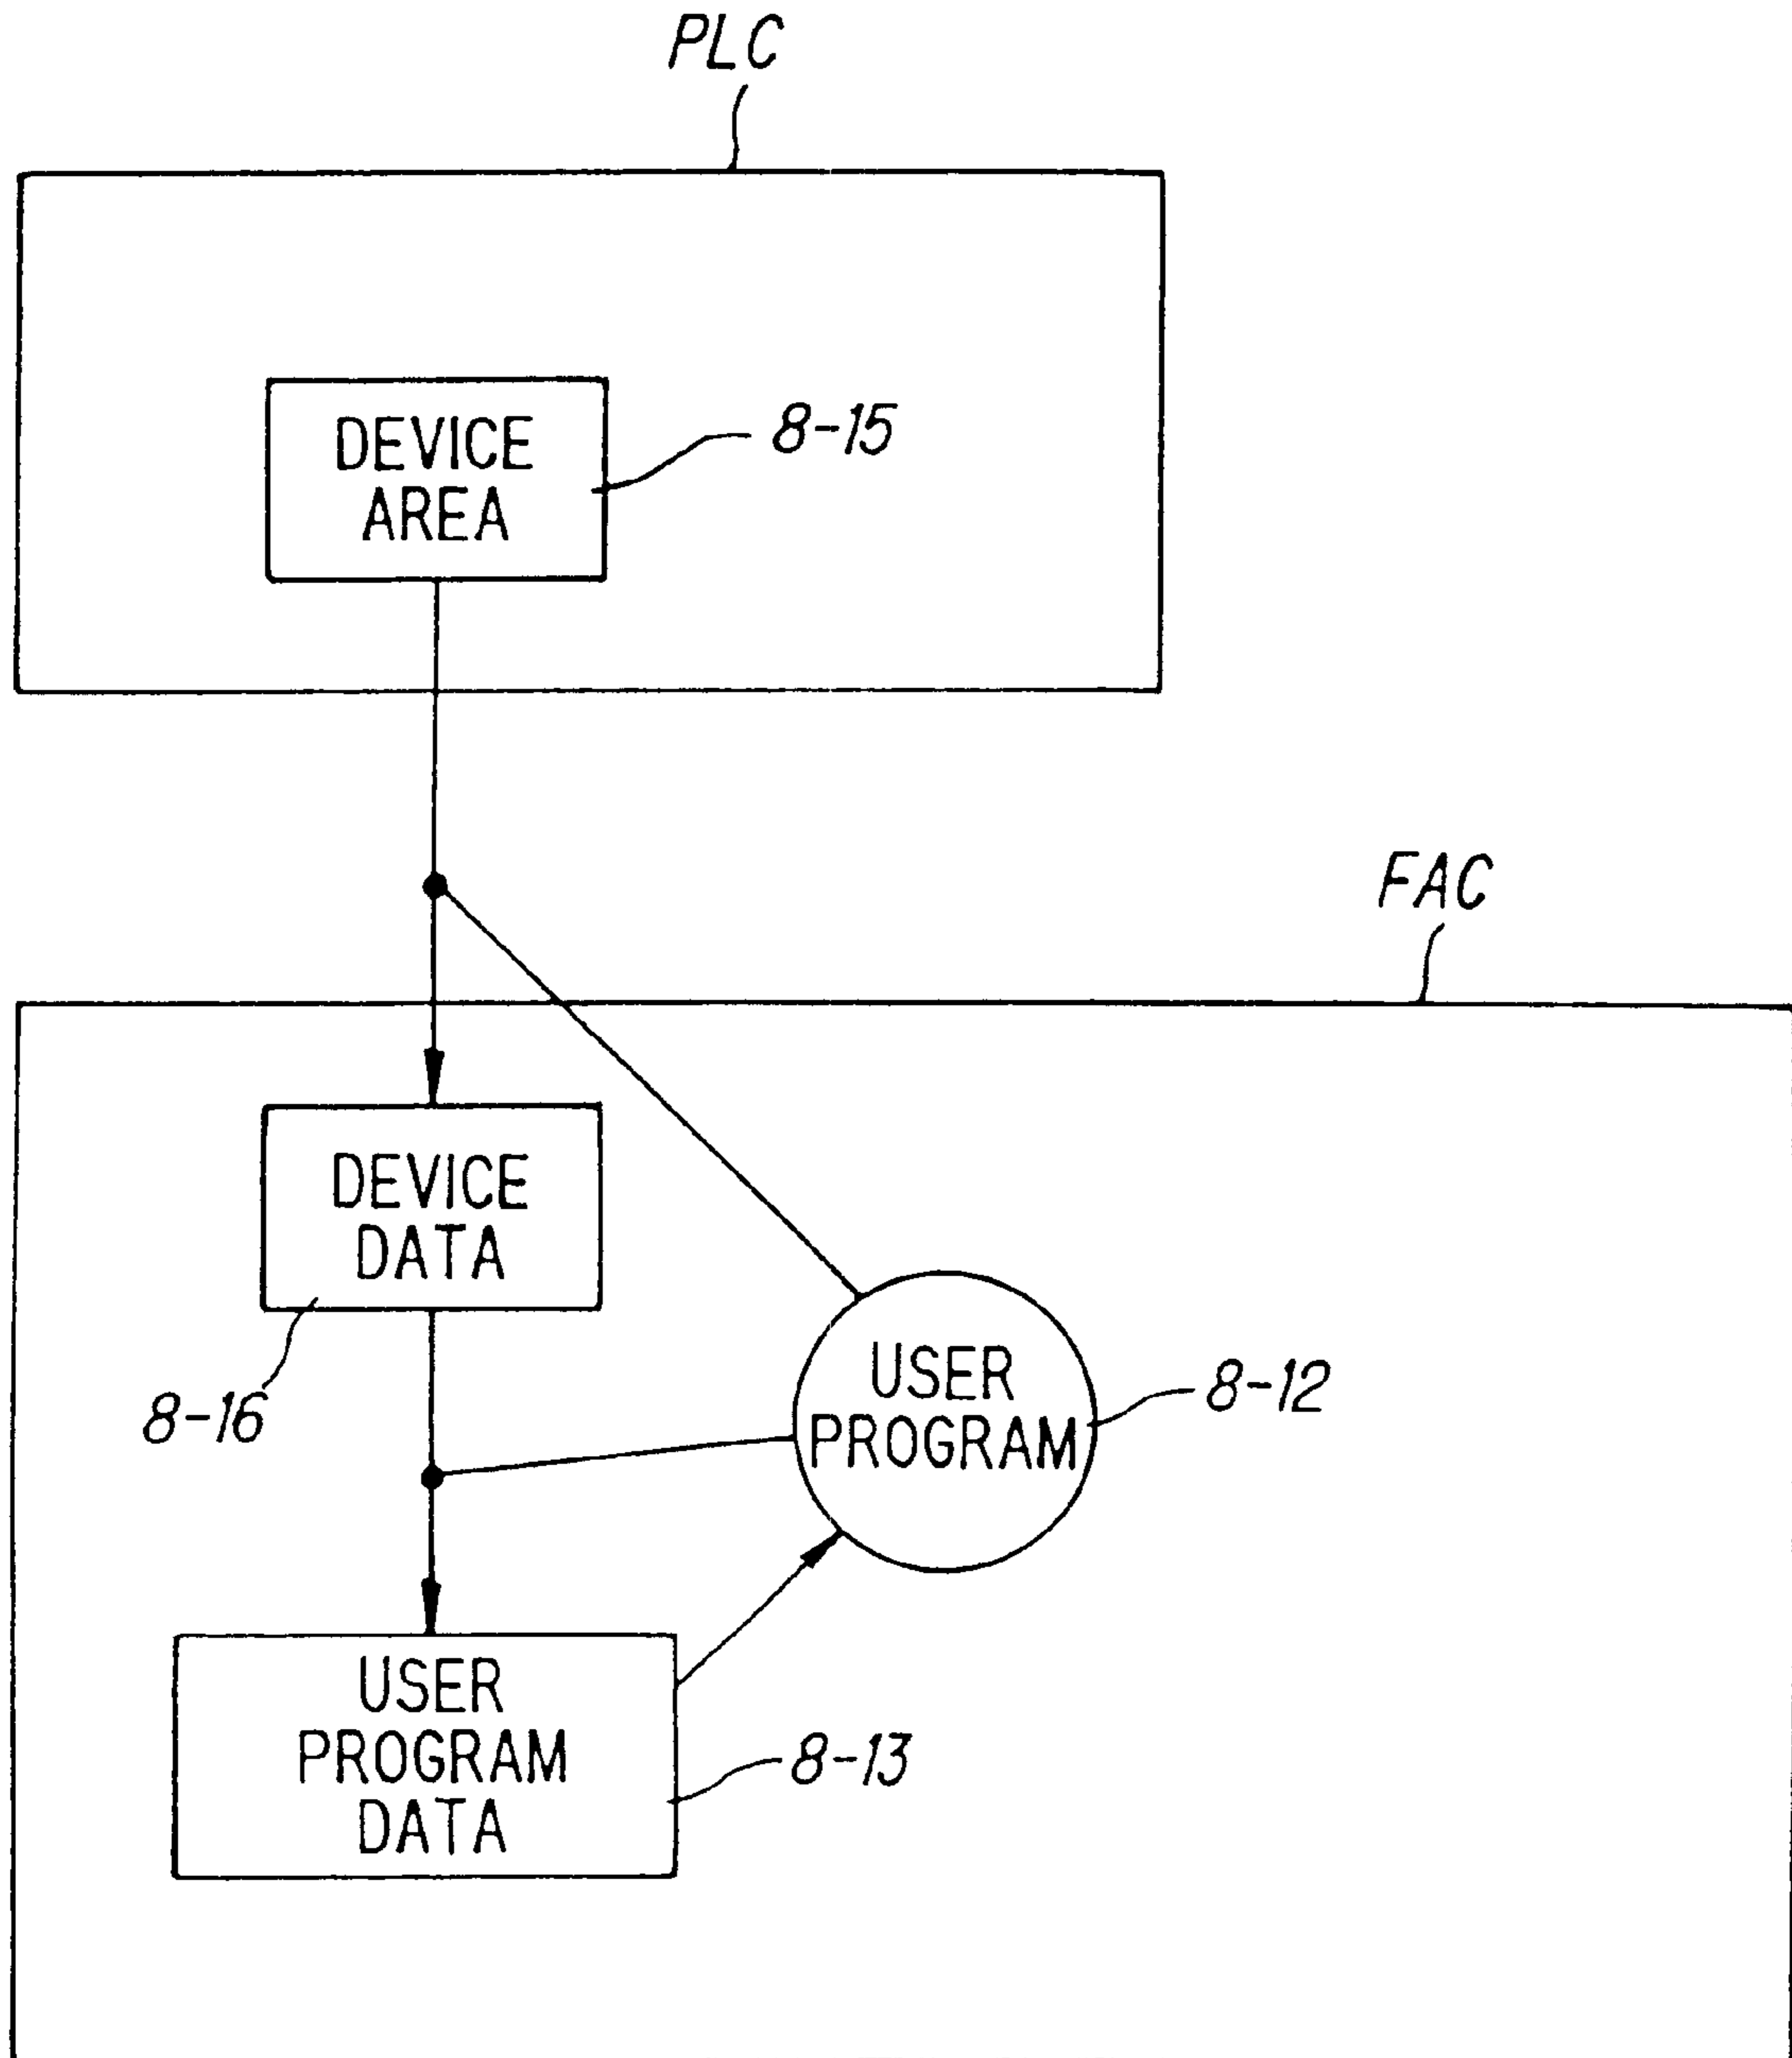 PLC
DEVICE
AREA
8-15
FAC
DEVICE
DATA
8-16
USER
PROGRAM
8-12
USER
PROGRAM
DATA
8-13